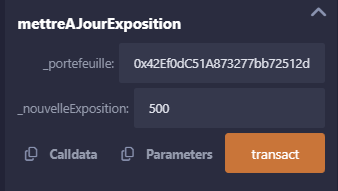 mettreAJourExposition
_portefeuille: 0x42Ef0dC51A873277bb72512d
_nouvelleExposition: 500
Calldata Parameters transact